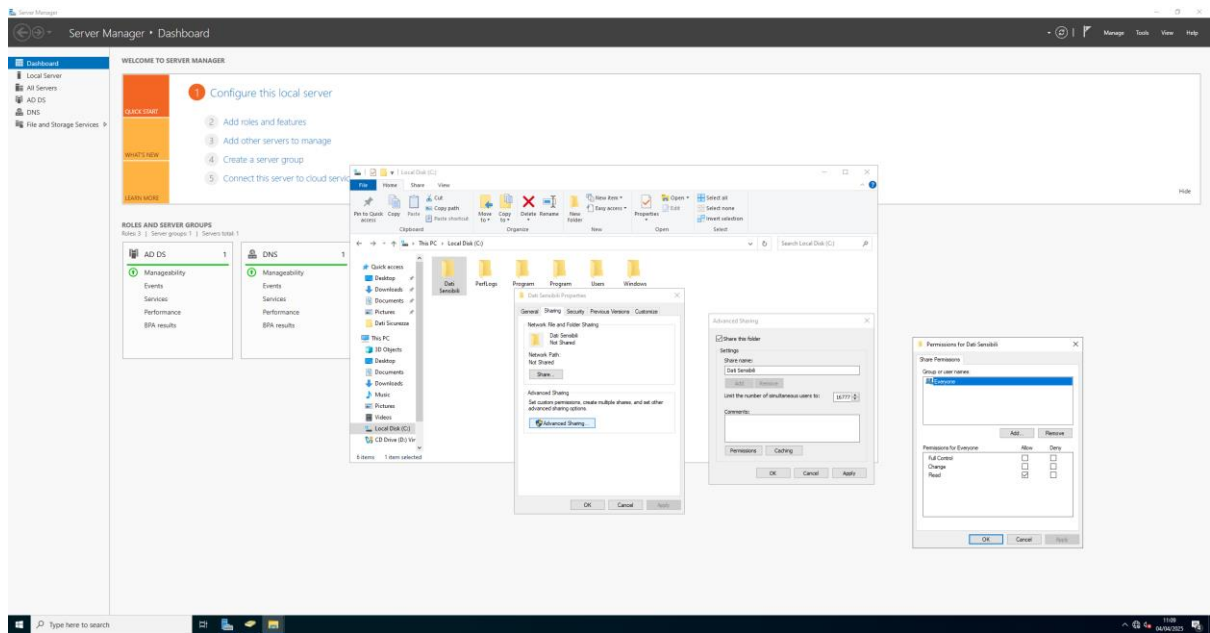 Server Manager
Server Manager • Dashboard
Manage Tools View Help
Dashboard
Local Server
All Servers
AD DS
DNS
File and Storage Services
WELCOME TO SERVER MANAGER
QUICK START
WHAT'S NEW
LEARN MORE
1 Configure this local server
2 Add roles and features
3 Add other servers to manage
4 Create a server group
5 Connect this server to cloud servic
Hide
ROLES AND SERVER GROUPS
Roles 3 | Server groups 1 | Servers total 1
AD DS 1
Manageability
Events
Services
Performance
BPA results
DNS 1
Manageability
Events
Services
Performance
BPA results
Local Disk (C:)
File Home Share View
Pin to Quick access
Copy
Paste
Cut
Copy path
Paste shortcut
Clipboard
Move to
Copy to
Delete
Rename
Organize
New folder
New item
Easy access
New
Properties
Open
Edit
Open
Select all
Select none
Invert selection
Select
This PC › Local Disk (C:)
Search Local Disk (C:)
Quick access
Desktop
Downloads
Documents
Pictures
Dati Sicurezza
This PC
3D Objects
Desktop
Documents
Downloads
Music
Pictures
Videos
Local Disk (C:)
CD Drive (D:) Vir
Dati Sensibili
PerfLogs
Program
Program
Users
Windows
6 items 1 item selected
Dati Sensibili Properties
General Sharing Security Previous Versions Customize
Network File and Folder Sharing
Dati Sensibili
Not Shared
Network Path:
Not Shared
Share...
Advanced Sharing
Set custom permissions, create multiple shares, and set other
advanced sharing options.
Advanced Sharing...
OK Cancel Apply
Advanced Sharing
Share this folder
Settings
Share name:
Dati Sensibili
Add Remove
Limit the number of simultaneous users to: 16777
Comments:
Permissions Caching
OK Cancel Apply
Permissions for Dati Sensibili
Share Permissions
Group or user names:
Everyone
Add... Remove
Permissions for Everyone Allow Deny
Full Control
Change
Read
OK Cancel Apply
Type here to search
11:09
04/04/2025